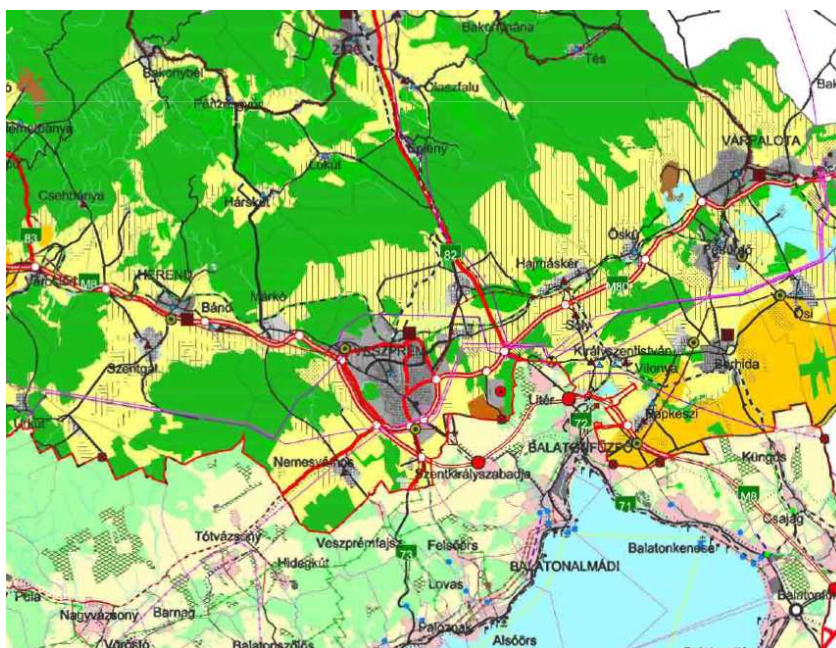 Bakonynána
ZIRC
Tés
Bakonybél
Olaszfalu
Pénzesgyőr
Eplény
VÁRPALOTA
Lókút
Csehbánya
Hárskút
83
Öskü
Pétfürdő
82
Hajmáskér
M8
HEREND
M80
Bánd
Márkó
Sóly
Ősi
VESZPRÉM
Királyszentistván
Szentgál
Vilonya
Berhida
Litér
Papkeszi
72
BALATONFŰZFŐ
Küngös
Nemesvámos
Szentkirályszabadja
M8
71
Csajág
Tótvázsony
Veszprémfajsz
73
Felsőörs
Balatonkenese
Hidegkút
BALATONALMÁDI
Lovas
Nagyvázsony
Barnag
Paloznak
Vöröstó
Balatonszőlős
Alsóörs